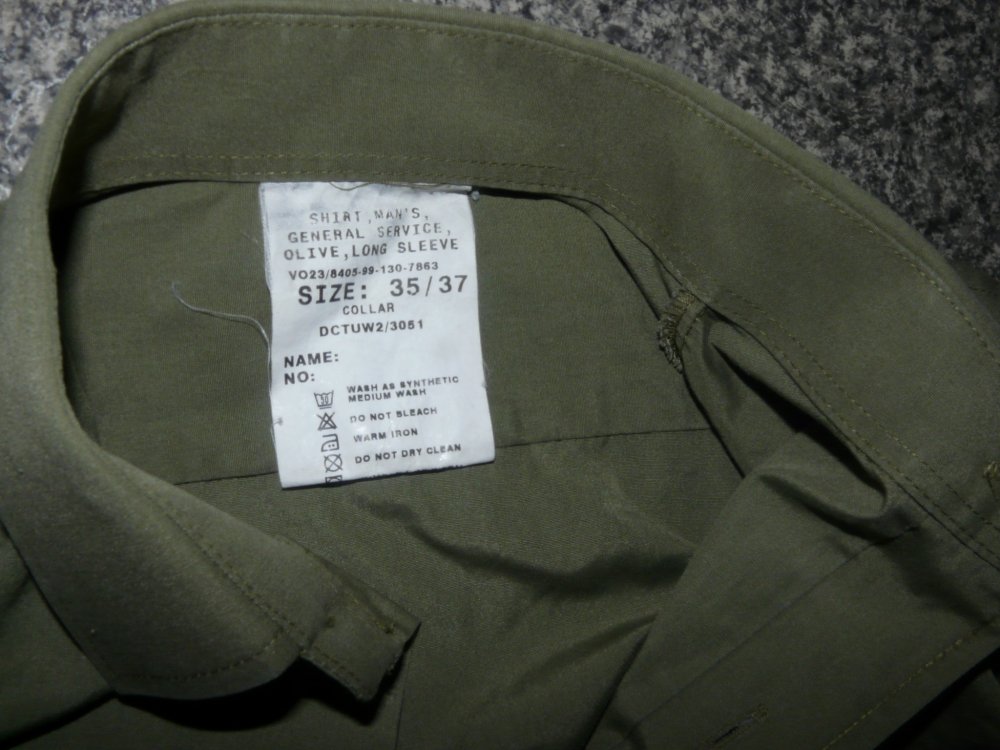 SHIRT,MAN'S,
GENERAL SERVICE,
OLIVE,LONG SLEEVE
VO23/8405-99-130-7863
SIZE: 35/37
COLLAR
DCTUW2/3051
NAME:
NO:
WASH AS SYNTHETIC
MEDIUM WASH
DO NOT BLEACH
WARM IRON
DO NOT DRY CLEAN